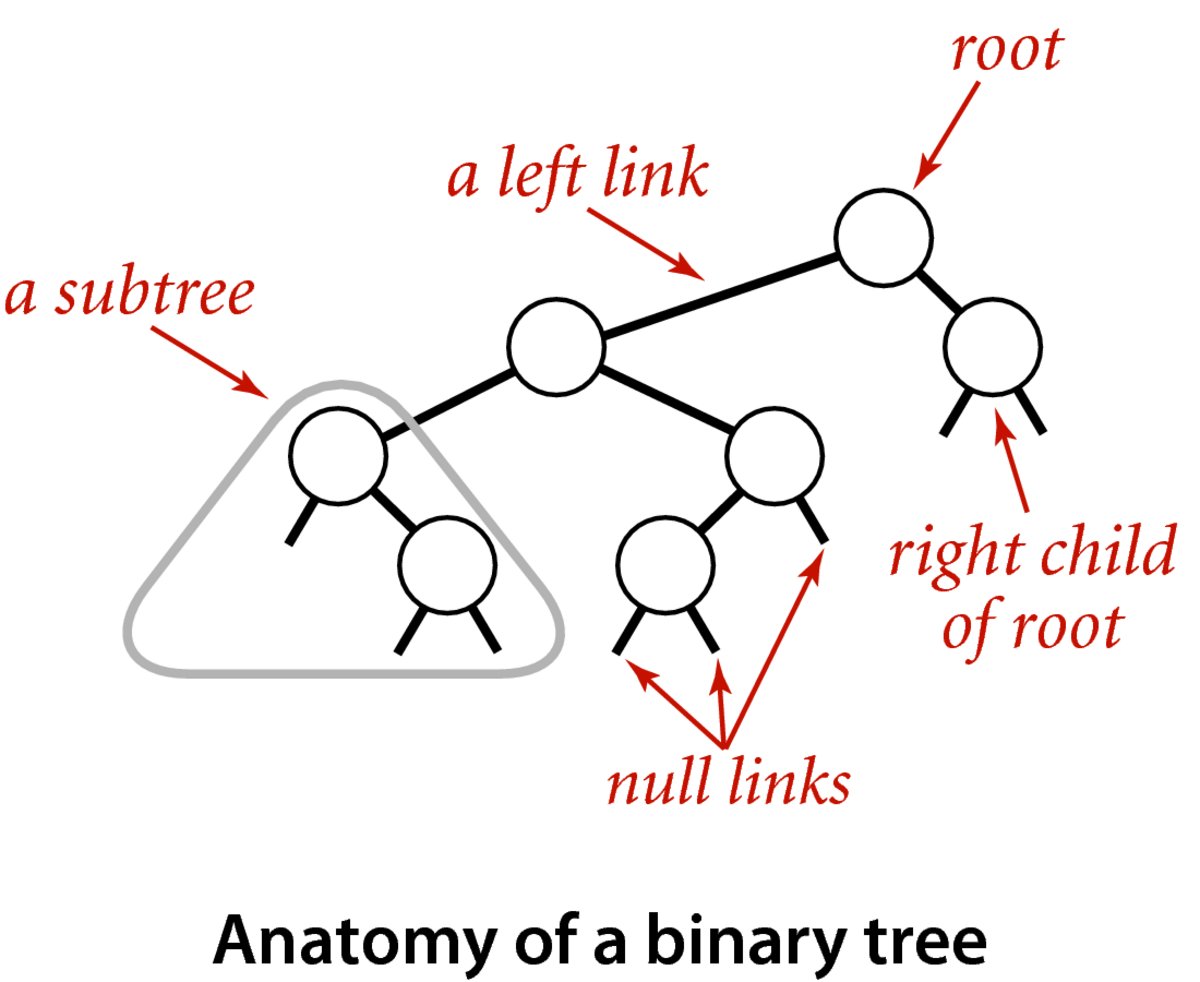 root
a left link
a subtree
right child
of root
null links
Anatomy of a binary tree